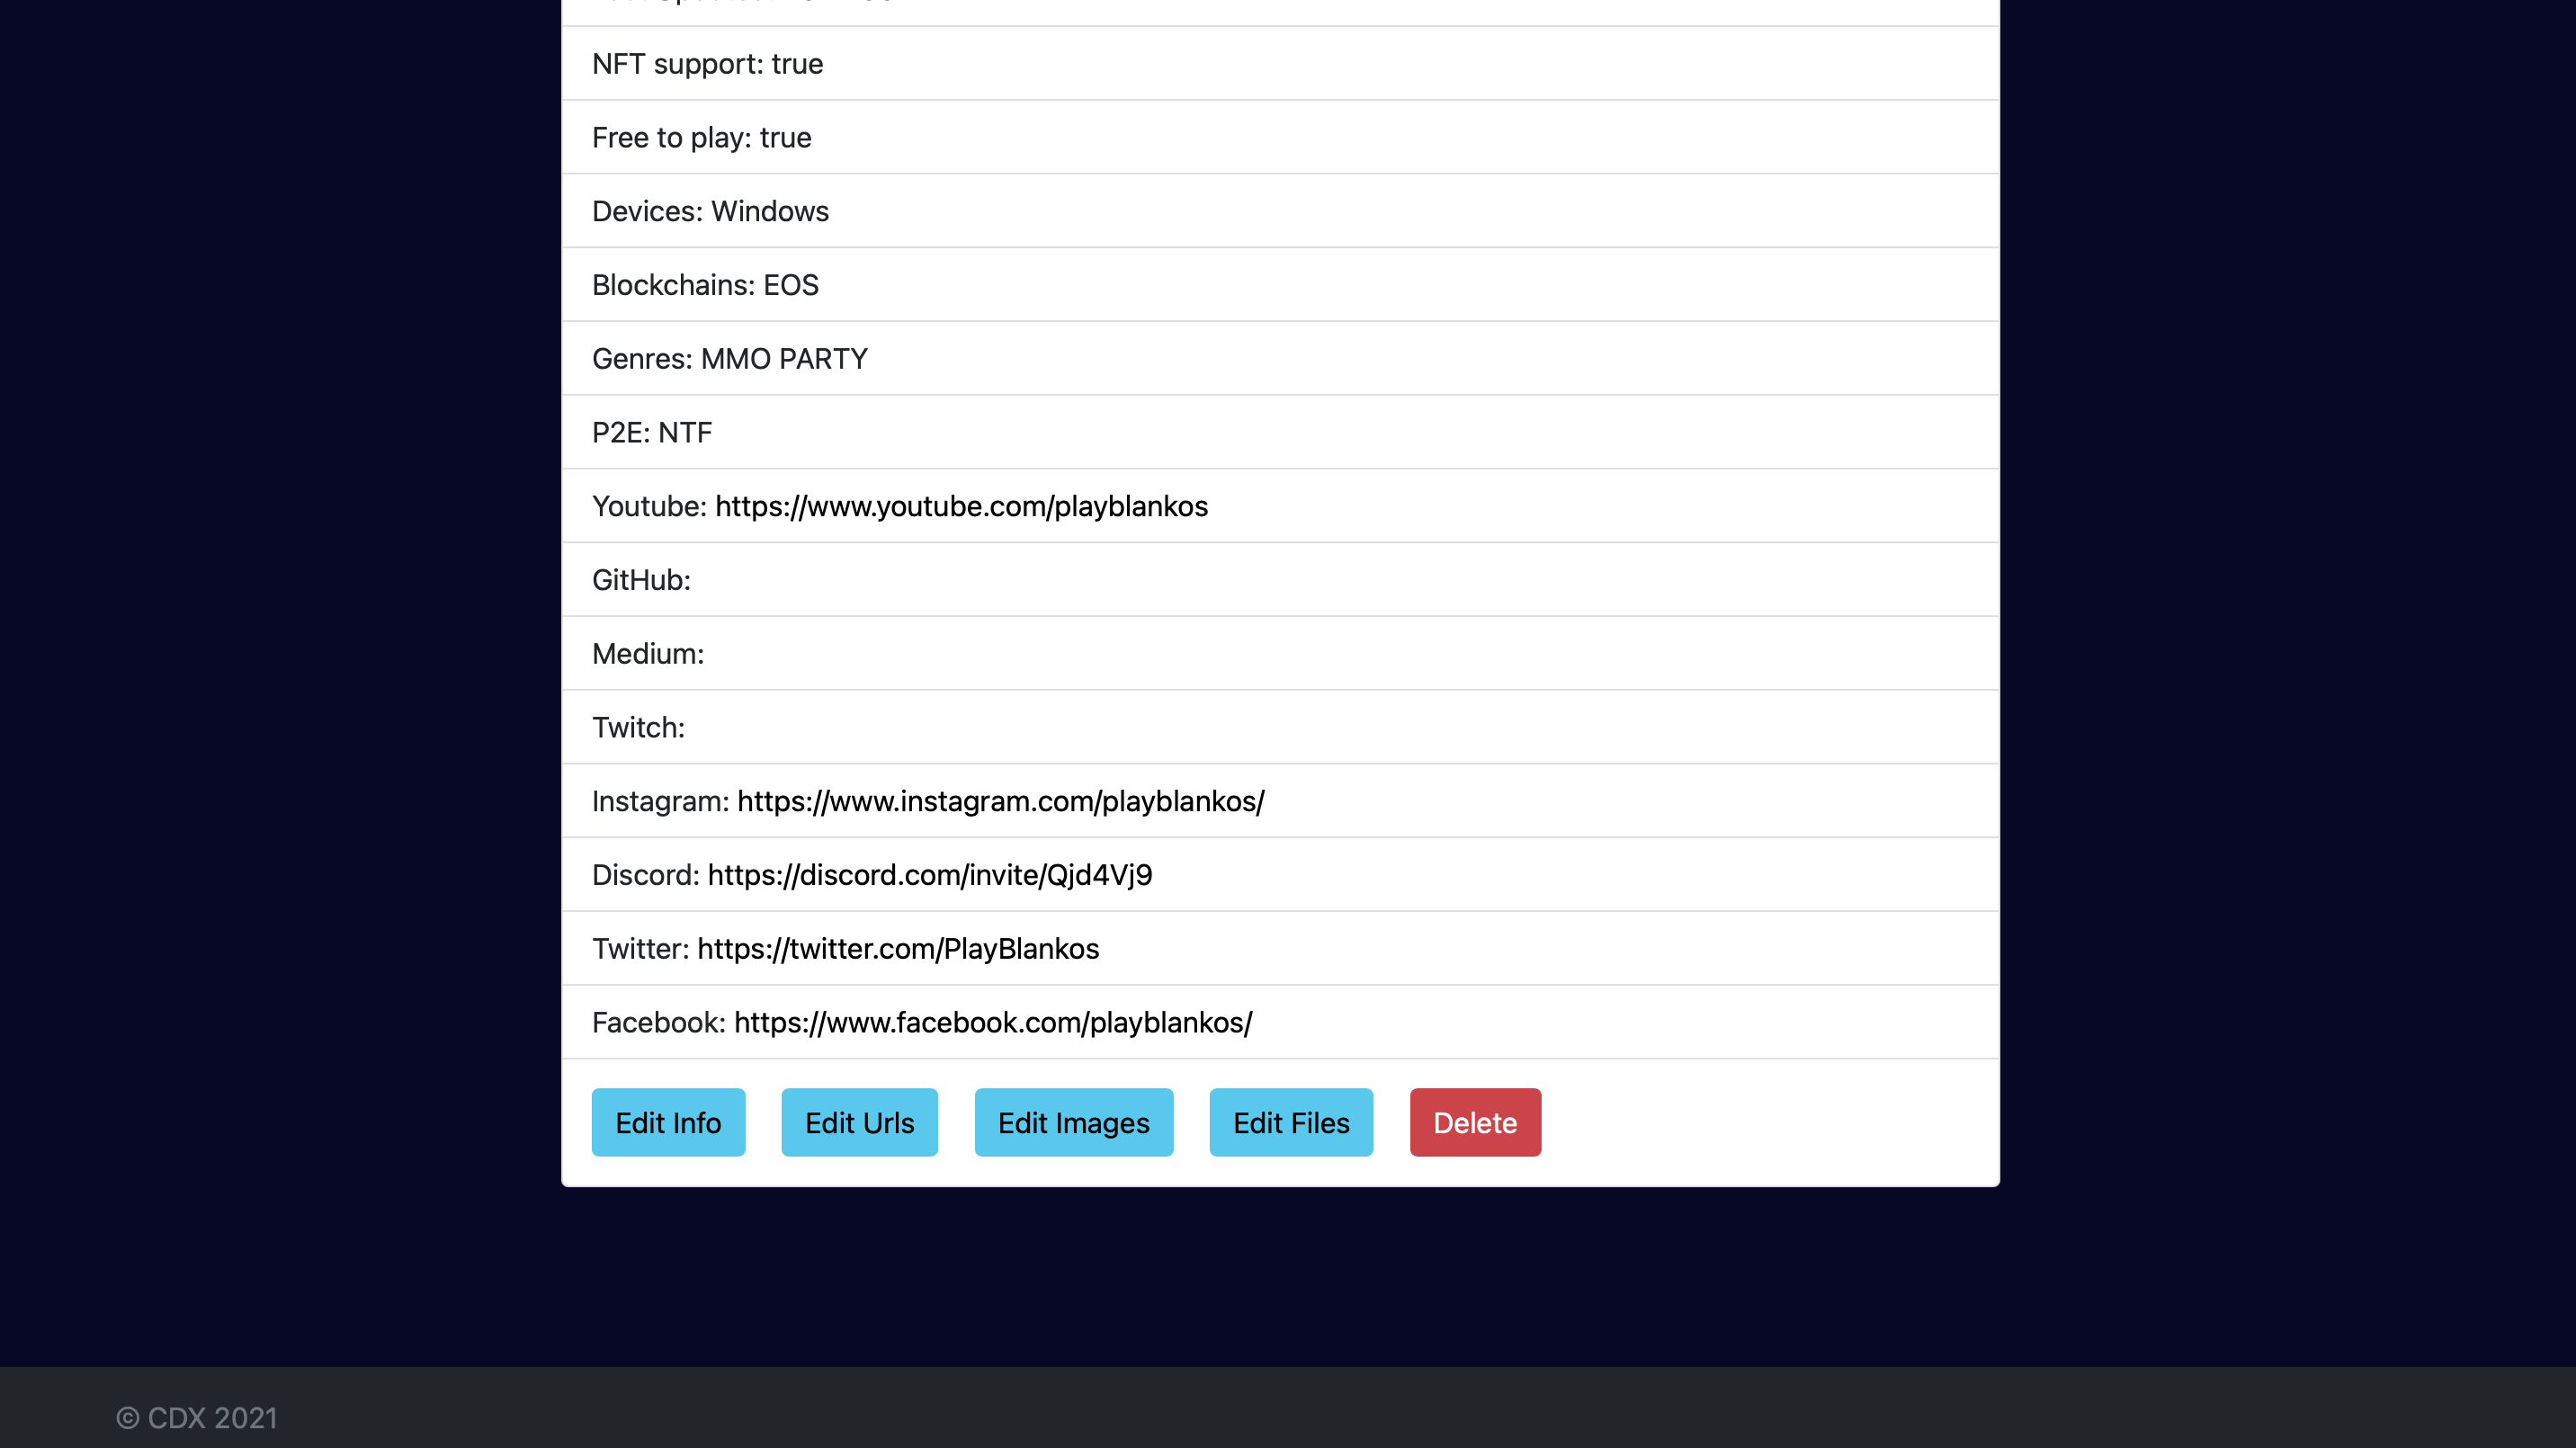 NFT support: true
Free to play: true
Devices: Windows
Blockchains: EOS
Genres: MMO PARTY
P2E: NTF
Youtube: https://www.youtube.com/playblankos
GitHub:
Medium:
Twitch:
Instagram: https://www.instagram.com/playblankos/
Discord: https://discord.com/invite/Qjd4Vj9
Twitter: https://twitter.com/PlayBlankos
Facebook: https://www.facebook.com/playblankos/
Edit Info Edit Urls Edit Images Edit Files Delete
© CDX 2021